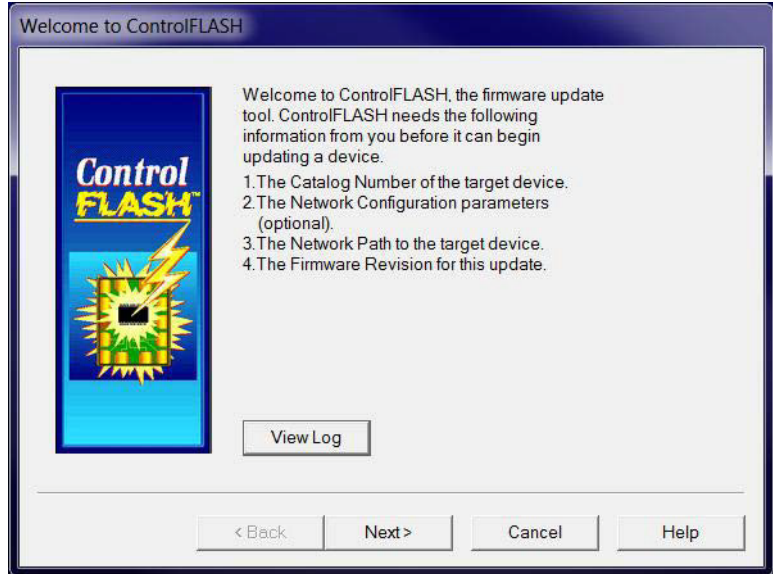 Welcome to ControlFLASH
Control
FLASH™
Welcome to ControlFLASH, the firmware update
tool. ControlFLASH needs the following
information from you before it can begin
updating a device.
1.The Catalog Number of the target device.
2.The Network Configuration parameters
(optional).
3.The Network Path to the target device.
4.The Firmware Revision for this update.
View Log
< Back
Next >
Cancel
Help